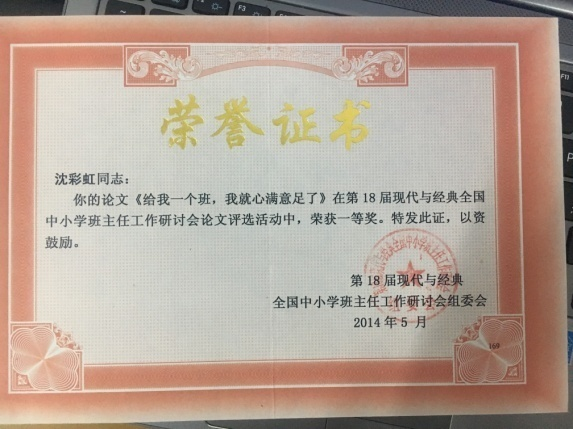 荣誉证书
沈彩虹同志：
你的论文《给我一个班，我就心满意足了》在第18届现代与经典全国
中小学班主任工作研讨会论文评选活动中，荣获一等奖。特发此证，以资
鼓励。
第18届现代与经典
全国中小学班主任工作研讨会组委会
2014年5月
169